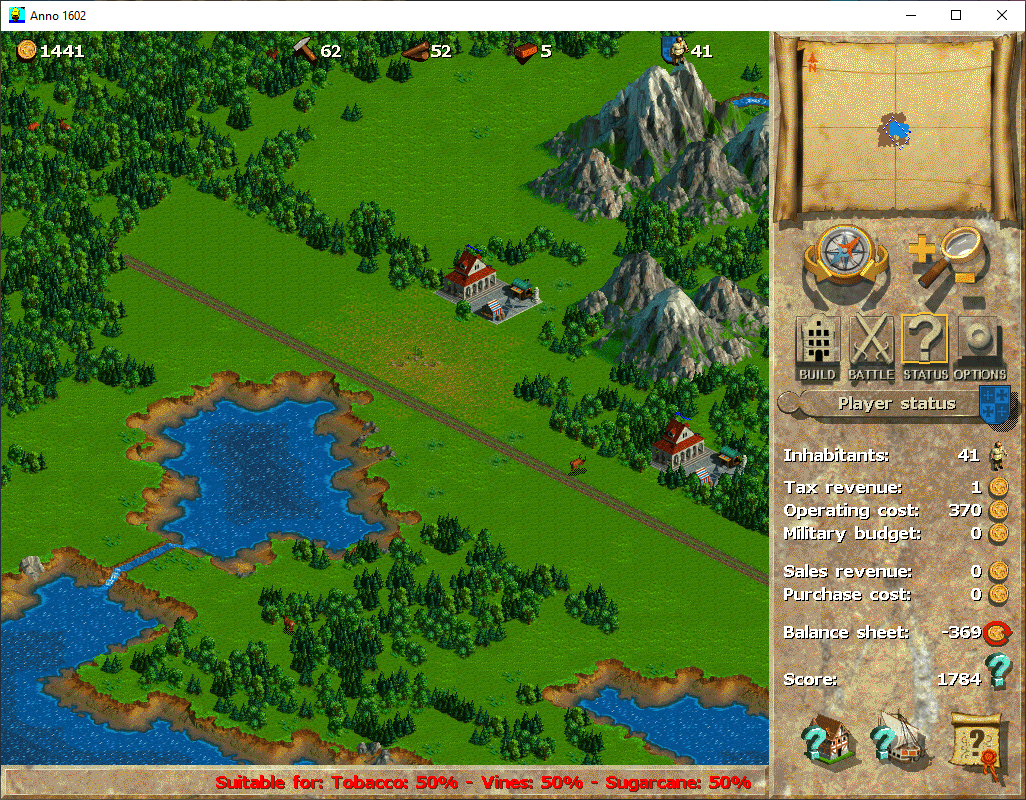 Anno 1602
1441 62 52 5 41
N
BUILD BATTLE STATUS OPTIONS
Player status
Inhabitants: 41
Tax revenue: 1
Operating cost: 370
Military budget: 0
Sales revenue: 0
Purchase cost: 0
Balance sheet: -369
Score: 1784
Suitable for: Tobacco: 50% - Vines: 50% - Sugarcane: 50%